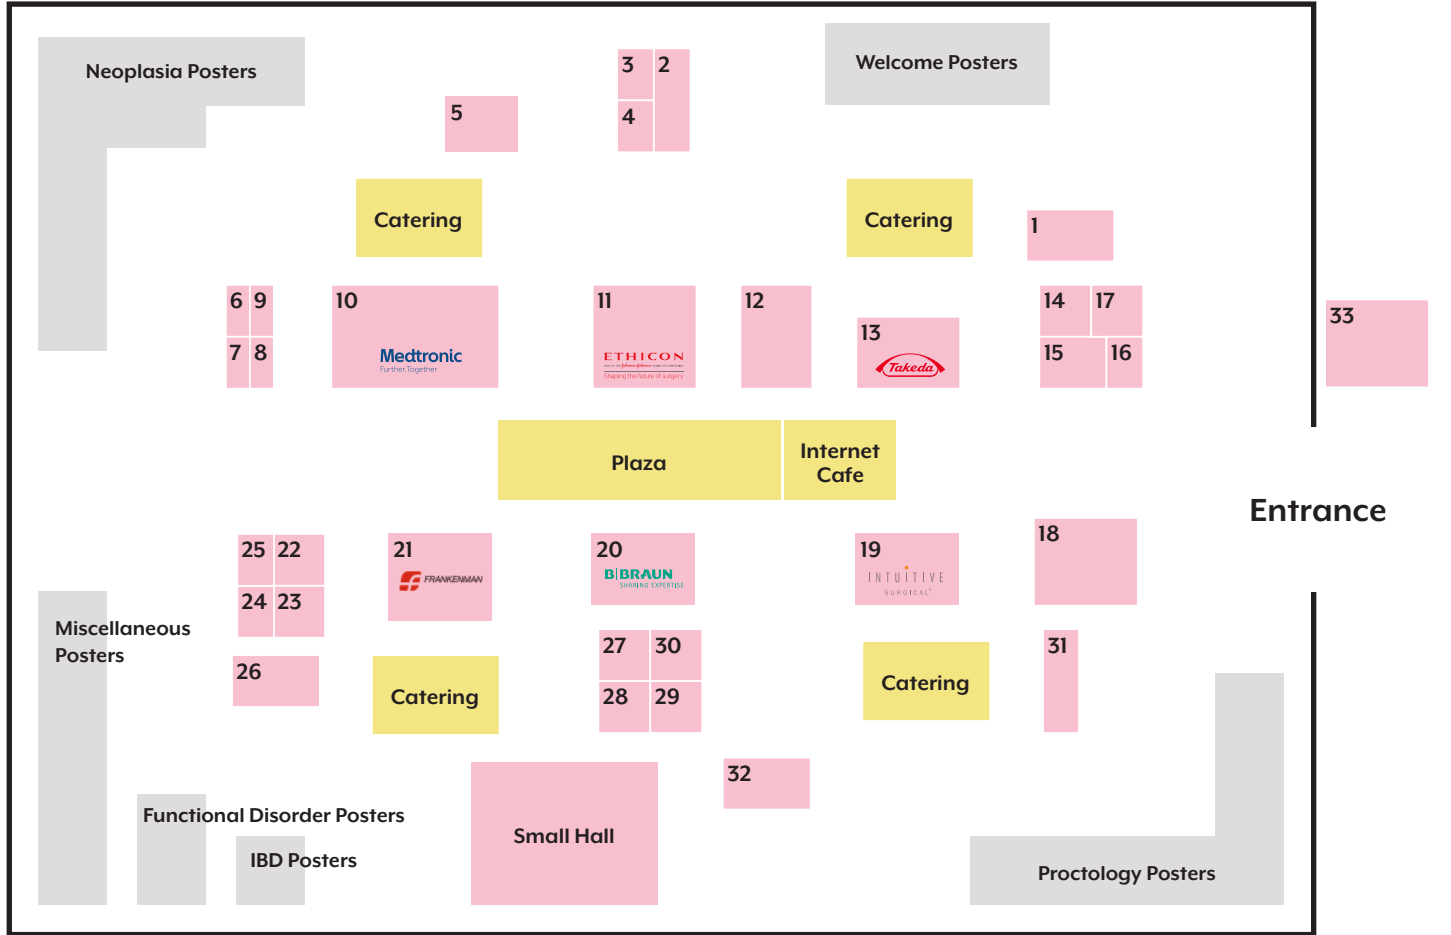 Neoplasia Posters
3 2
Welcome Posters
5
4
Catering
Catering
1
6 9
10
11
12
14 17
33
13
7 8
Medtronic
Further, Together
ETHICON
Shaping the future of surgery
Takeda
15 16
Plaza
Internet
Cafe
Entrance
25 22
21
20
19
18
FRANKENMAN
B|BRAUN
SHARING EXPERTISE
INTUITIVE
SURGICAL®
24 23
Miscellaneous
Posters
26
27 30
31
Catering
28 29
Catering
32
Functional Disorder Posters
Small Hall
IBD Posters
Proctology Posters